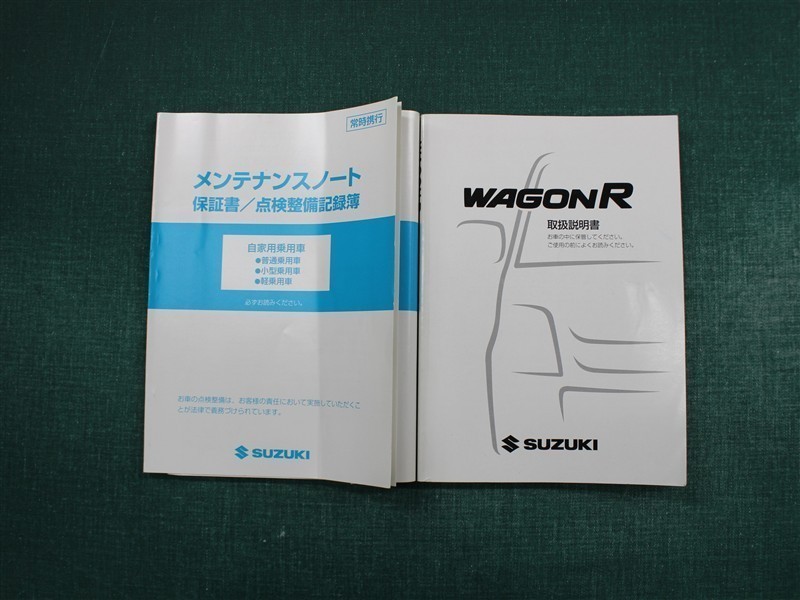 常時携行
メンテナンスノート
保証書／点検整備記録簿
自家用乗用車
●普通乗用車
●小型乗用車
●軽乗用車
必ずお読みください。
お車の点検整備は、お客様の責任において実施していただくこ
とが法律で義務づけられています。
SUZUKI
WAGON R
取扱説明書
お車の中に保管してください。
ご使用の前によくお読みください。
SUZUKI